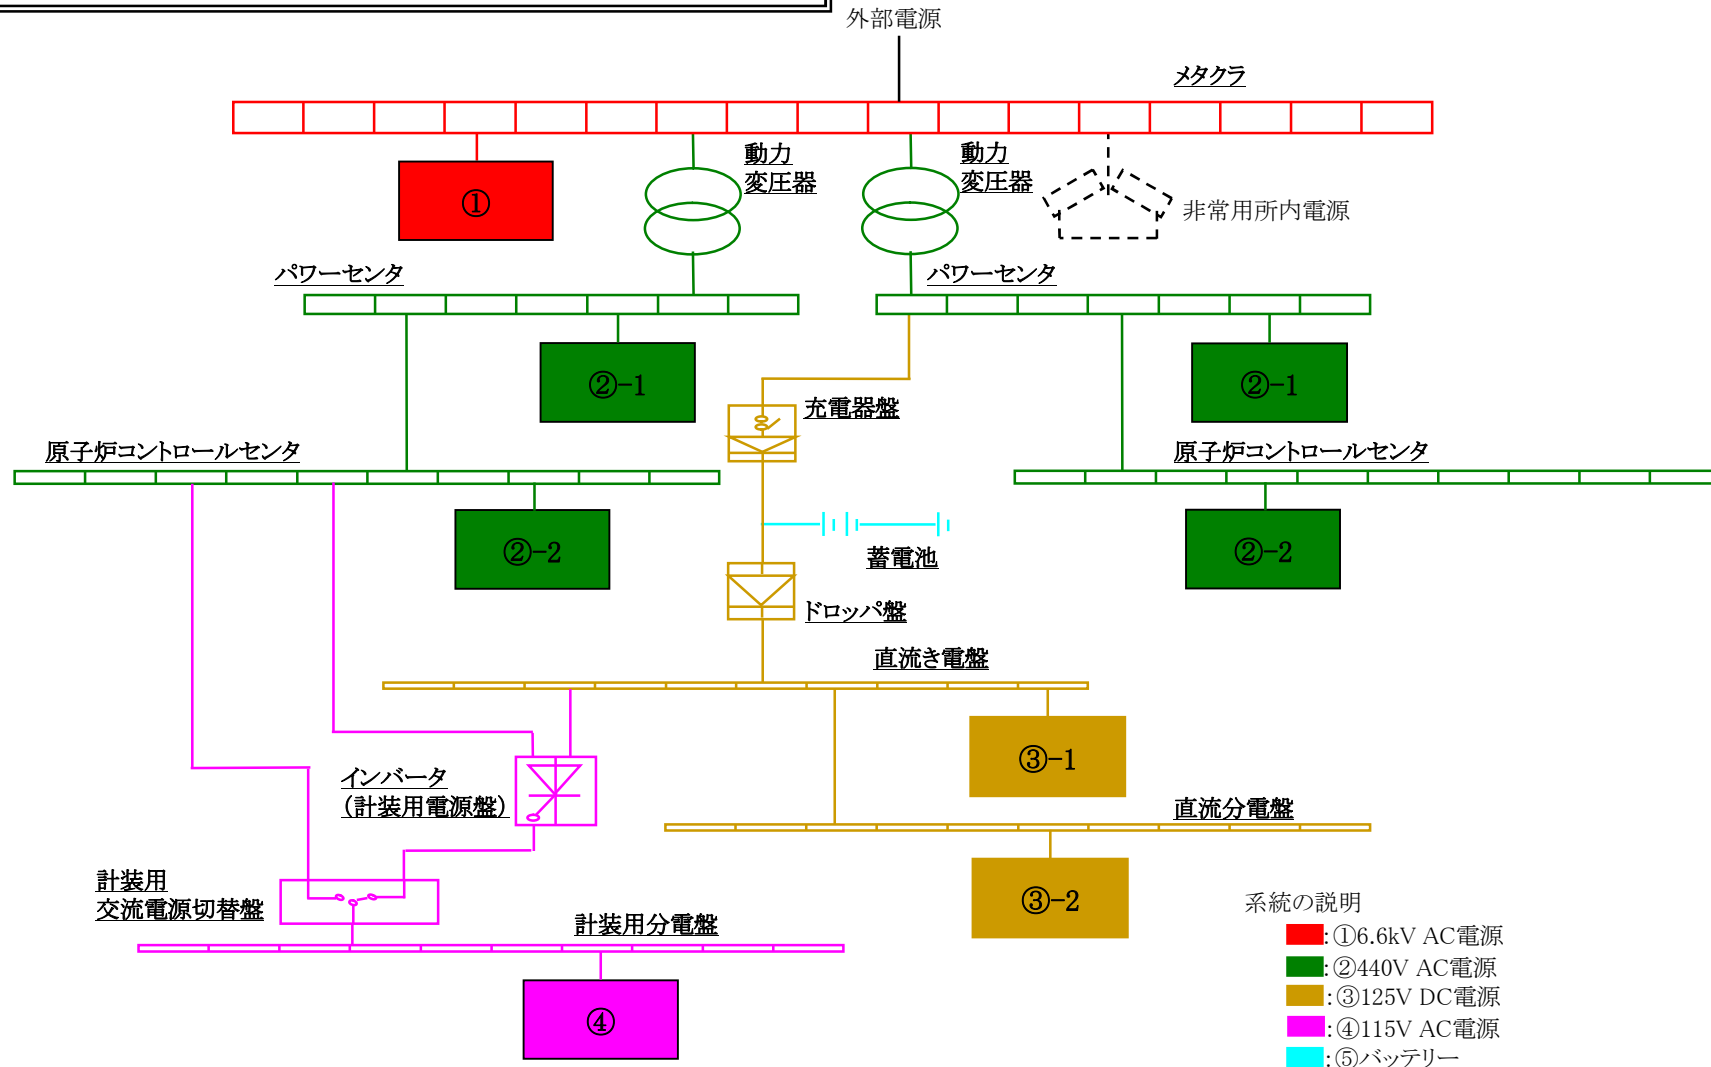 外部電源
メタクラ
①
動力
変圧器
動力
変圧器
非常用所内電源
パワーセンタ
パワーセンタ
②-1
②-1
充電器盤
原子炉コントロールセンタ
原子炉コントロールセンタ
②-2
②-2
蓄電池
ドロッパ盤
直流き電盤
③-1
インバータ
(計装用電源盤)
直流分電盤
計装用
交流電源切替盤
③-2
計装用分電盤
④
系統の説明
:①6.6kV AC電源
:②440V AC電源
:③125V DC電源
:④115V AC電源
:⑤バッテリー